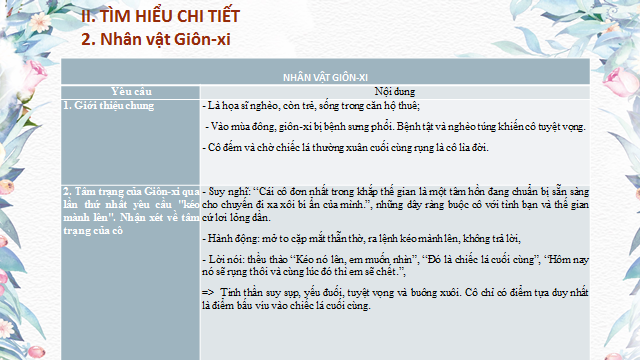 II. TÌM HIỂU CHI TIẾT
2. Nhân vật Giôn-xi
NHÂN VẬT GIÔN-XI
Yêu cầu
Nội dung
1. Giới thiệu chung
- Là họa sĩ nghèo, còn trẻ, sống trong căn hộ thuê;
- Vào mùa đông, giôn-xi bị bệnh sưng phổi. Bệnh tật và nghèo túng khiến cô tuyệt vọng.
- Cô đếm và chờ chiếc lá thường xuân cuối cùng rụng là cô lìa đời.
2. Tâm trạng của Giôn-xi qua
lần thứ nhất yêu cầu "kéo
mành lên". Nhận xét về tâm
trạng của cô
- Suy nghĩ: “Cái cô đơn nhất trong khắp thế gian là một tâm hồn đang chuẩn bị sẵn sàng
cho chuyến đi xa xôi bí ẩn của mình.”, những dây ràng buộc cô với tình bạn và thế gian
cứ lơi lỏng dần.
- Hành động: mở to cặp mắt thẫn thờ, ra lệnh kéo mành lên, không trả lời,
- Lời nói: thều thào “Kéo nó lên, em muốn nhìn”, “Đó là chiếc lá cuối cùng”, “Hôm nay
nó sẽ rụng thôi và cùng lúc đó thì em sẽ chết.”,
=> Tinh thần suy sụp, yếu đuối, tuyệt vọng và buông xuôi. Cô chỉ có điểm tựa duy nhất
là điểm bấu víu vào chiếc lá cuối cùng.